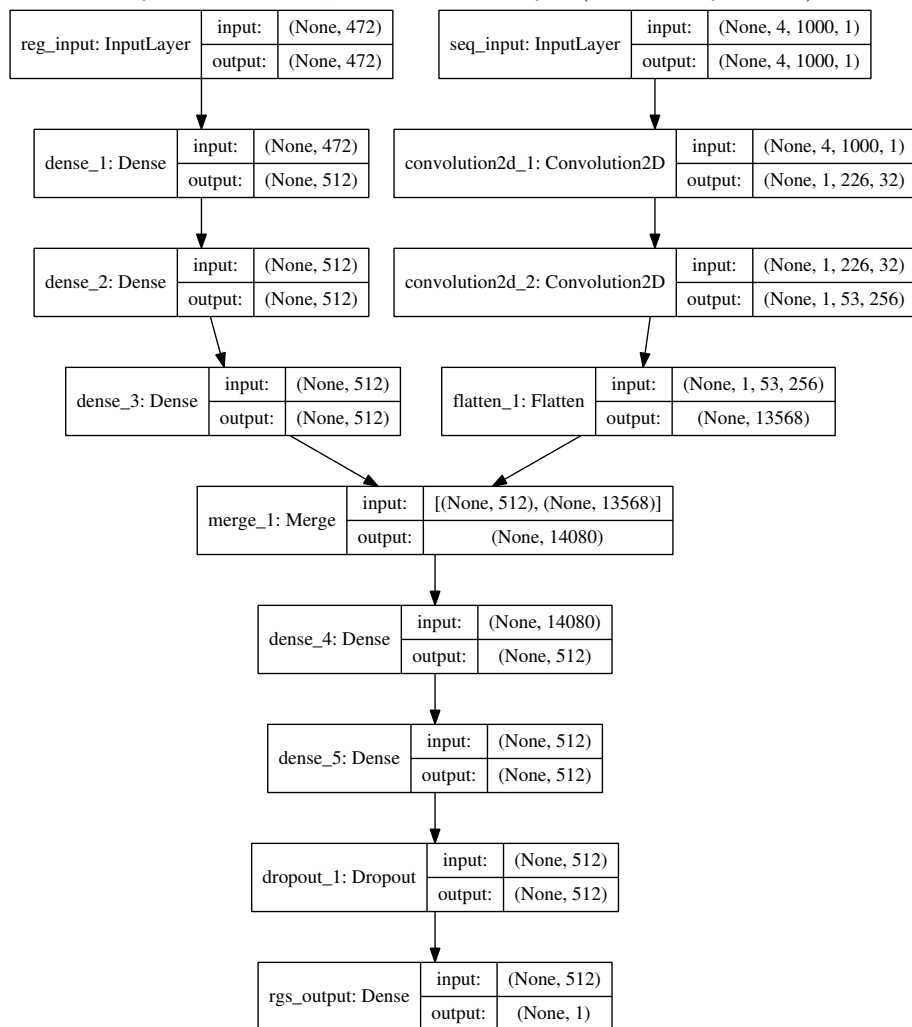 reg_input: InputLayer
input: (None, 472)
output: (None, 472)
seq_input: InputLayer
input: (None, 4, 1000, 1)
output: (None, 4, 1000, 1)
dense_1: Dense
input: (None, 472)
output: (None, 512)
convolution2d_1: Convolution2D
input: (None, 4, 1000, 1)
output: (None, 1, 226, 32)
dense_2: Dense
input: (None, 512)
output: (None, 512)
convolution2d_2: Convolution2D
input: (None, 1, 226, 32)
output: (None, 1, 53, 256)
dense_3: Dense
input: (None, 512)
output: (None, 512)
flatten_1: Flatten
input: (None, 1, 53, 256)
output: (None, 13568)
merge_1: Merge
input: [(None, 512), (None, 13568)]
output: (None, 14080)
dense_4: Dense
input: (None, 14080)
output: (None, 512)
dense_5: Dense
input: (None, 512)
output: (None, 512)
dropout_1: Dropout
input: (None, 512)
output: (None, 512)
rgs_output: Dense
input: (None, 512)
output: (None, 1)